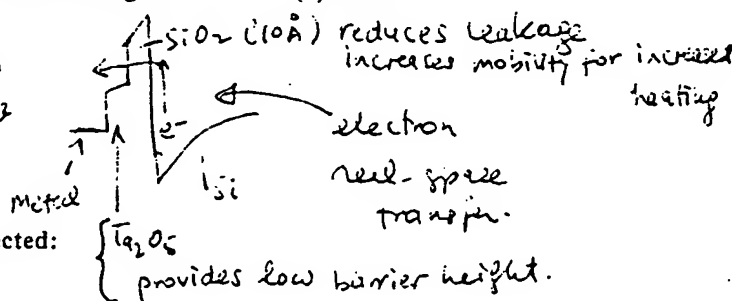 SiO2 (10Å) reduces leakage
increases mobility for increased
heating
e-
electron
real-space
transfer.
Si
Metal
cted:
Ta2O5
provides low barrier height.